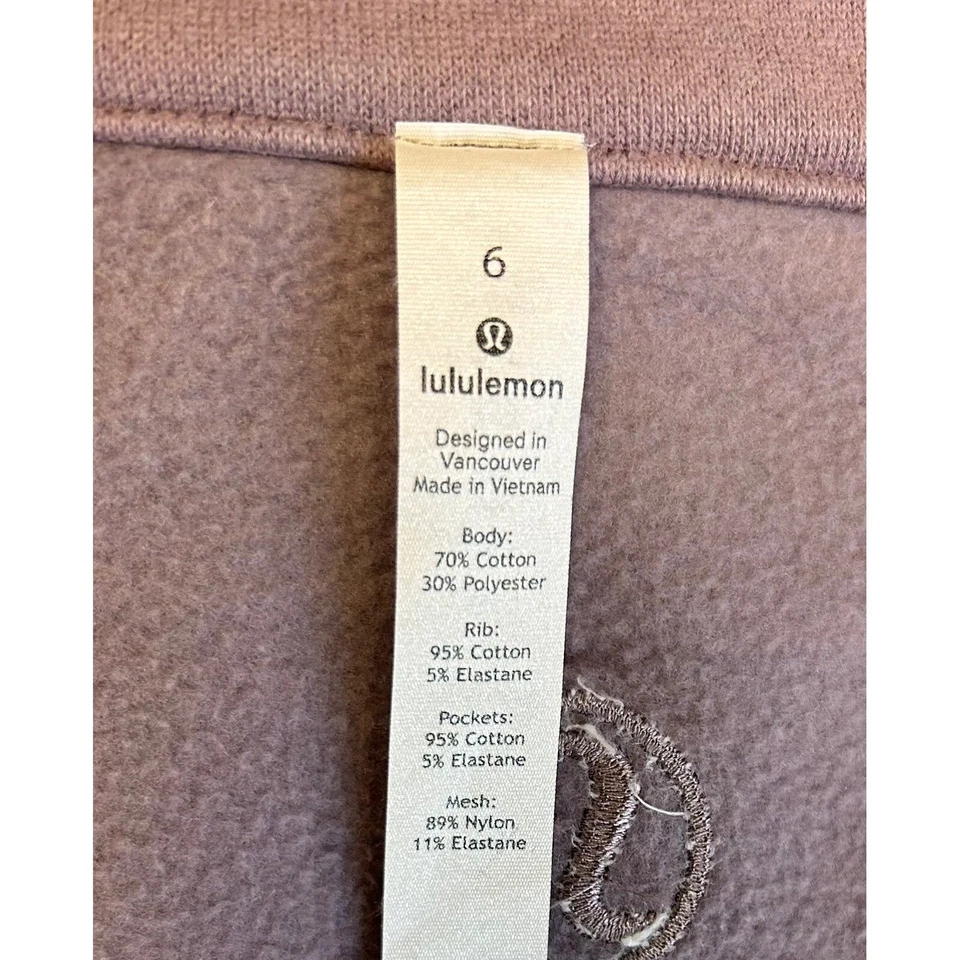 6
lululemon
Designed in
Vancouver
Made in Vietnam
Body:
70% Cotton
30% Polyester
Rib:
95% Cotton
5% Elastane
Pockets:
95% Cotton
5% Elastane
Mesh:
89% Nylon
11% Elastane